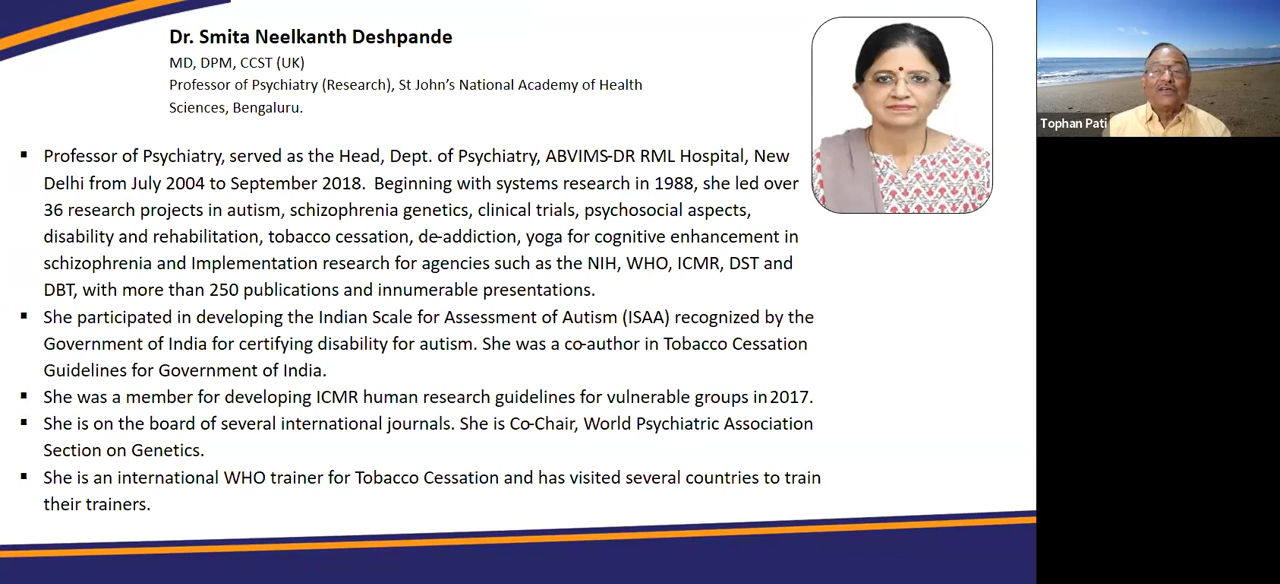 Dr. Smita Neelkanth Deshpande
MD, DPM, CCST (UK)
Professor of Psychiatry (Research), St John’s National Academy of Health
Sciences, Bengaluru.
▪ Professor of Psychiatry, served as the Head, Dept. of Psychiatry, ABVIMS-DR RML Hospital, New
Delhi from July 2004 to September 2018. Beginning with systems research in 1988, she led over
36 research projects in autism, schizophrenia genetics, clinical trials, psychosocial aspects,
disability and rehabilitation, tobacco cessation, de-addiction, yoga for cognitive enhancement in
schizophrenia and Implementation research for agencies such as the NIH, WHO, ICMR, DST and
DBT, with more than 250 publications and innumerable presentations.
▪ She participated in developing the Indian Scale for Assessment of Autism (ISAA) recognized by the
Government of India for certifying disability for autism. She was a co-author in Tobacco Cessation
Guidelines for Government of India.
▪ She was a member for developing ICMR human research guidelines for vulnerable groups in 2017.
▪ She is on the board of several international journals. She is Co-Chair, World Psychiatric Association
Section on Genetics.
▪ She is an international WHO trainer for Tobacco Cessation and has visited several countries to train
their trainers.
Tophan Pati